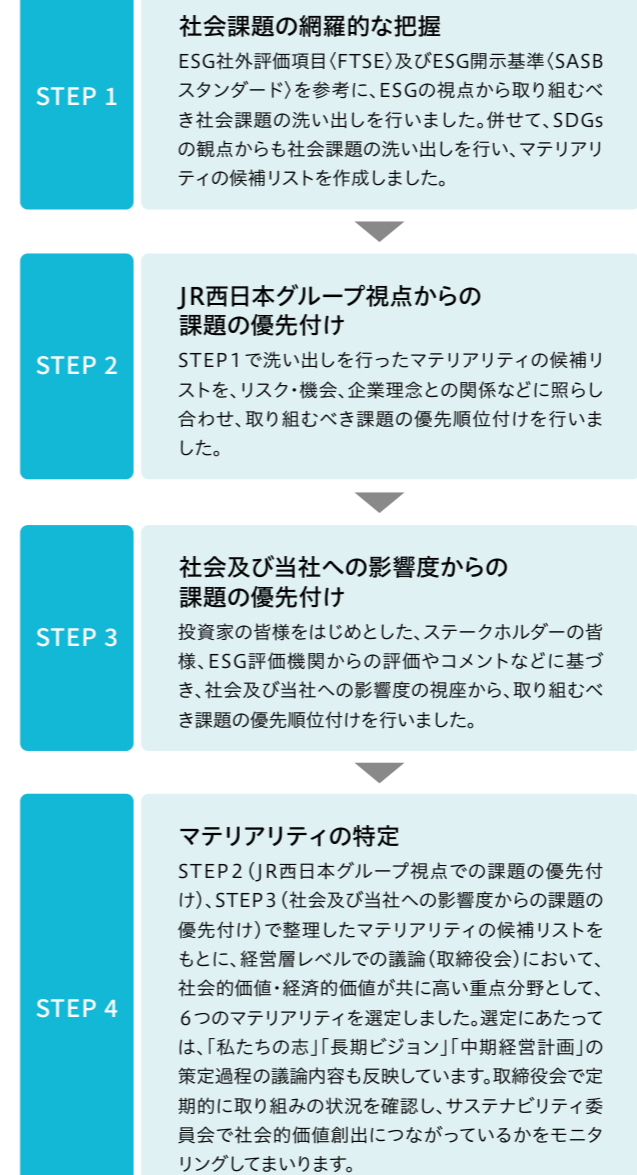 STEP 1
社会課題の網羅的な把握
ESG社外評価項目〈FTSE〉及びESG開示基準〈SASB
スタンダード〉を参考に、ESGの視点から取り組むべ
き社会課題の洗い出しを行いました。併せて、SDGs
の観点からも社会課題の洗い出しを行い、マテリアリ
ティの候補リストを作成しました。
STEP 2
JR西日本グループ視点からの
課題の優先付け
STEP1で洗い出しを行ったマテリアリティの候補リ
ストを、リスク・機会、企業理念との関係などに照らし
合わせ、取り組むべき課題の優先順位付けを行いま
した。
STEP 3
社会及び当社への影響度からの
課題の優先付け
投資家の皆様をはじめとした、ステークホルダーの皆
様、ESG評価機関からの評価やコメントなどに基づ
き、社会及び当社への影響度の視座から、取り組むべ
き課題の優先順位付けを行いました。
STEP 4
マテリアリティの特定
STEP2（JR西日本グループ視点での課題の優先付
け）、STEP3（社会及び当社への影響度からの課題の
優先付け）で整理したマテリアリティの候補リストを
もとに、経営層レベルでの議論（取締役会）において、
社会的価値・経済的価値が共に高い重点分野として、
6つのマテリアリティを選定しました。選定にあたって
は、「私たちの志」「長期ビジョン」「中期経営計画」の
策定過程の議論内容も反映しています。取締役会で定
期的に取り組みの状況を確認し、サステナビリティ委
員会で社会的価値創出につながっているかをモニタ
リングしてまいります。